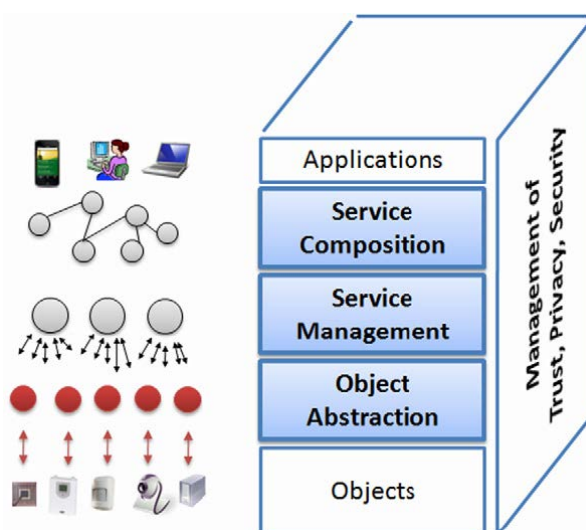 Applications
Service
Composition
Service
Management
Object
Abstraction
Objects
Management of
Trust, Privacy, Security